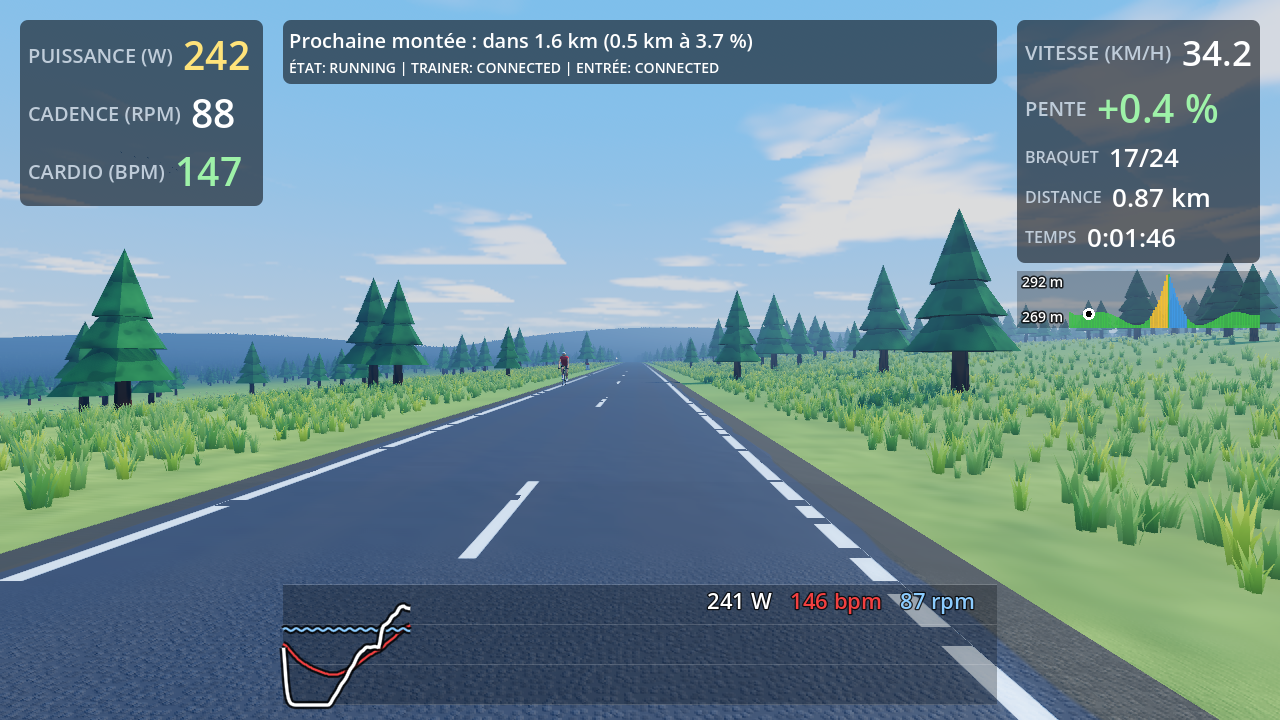 PUISSANCE (W) 242
CADENCE (RPM) 88
CARDIO (BPM) 147
Prochaine montée : dans 1.6 km (0.5 km à 3.7 %)
ÉTAT: RUNNING | TRAINER: CONNECTED | ENTRÉE: CONNECTED
VITESSE (KM/H) 34.2
PENTE +0.4 %
BRAQUET 17/24
DISTANCE 0.87 km
TEMPS 0:01:46
292 m
269 m
241 W 146 bpm 87 rpm